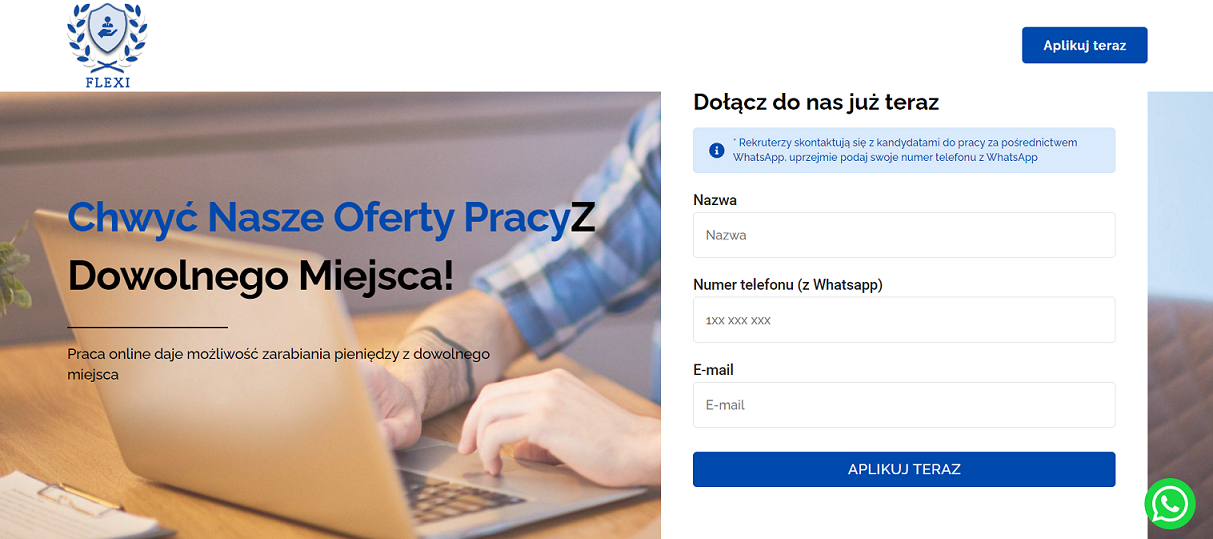 FLEXI
Aplikuj teraz
Chwyć Nasze Oferty PracyZ
Dowolnego Miejsca!
Praca online daje możliwość zarabiania pieniędzy z dowolnego
miejsca
Dołącz do nas już teraz
* Rekruterzy skontaktują się z kandydatami do pracy za pośrednictwem
WhatsApp, uprzejmie podaj swoje numer telefonu z WhatsApp
Nazwa
Nazwa
Numer telefonu (z Whatsapp)
1xx xxx xxx
E-mail
E-mail
APLIKUJ TERAZ